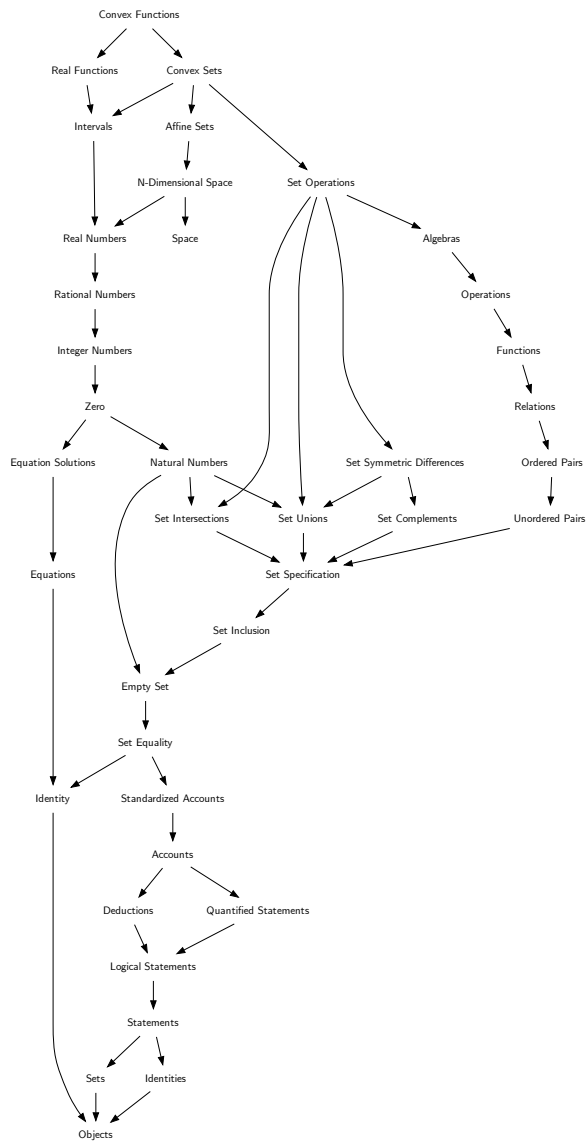 Convex Functions
Real Functions
Convex Sets
Intervals
Affine Sets
N-Dimensional Space
Set Operations
Real Numbers
Space
Algebras
Rational Numbers
Operations
Integer Numbers
Functions
Zero
Relations
Equation Solutions
Natural Numbers
Set Symmetric Differences
Ordered Pairs
Set Intersections
Set Unions
Set Complements
Unordered Pairs
Equations
Set Specification
Set Inclusion
Empty Set
Set Equality
Identity
Standardized Accounts
Accounts
Deductions
Quantified Statements
Logical Statements
Statements
Sets
Identities
Objects